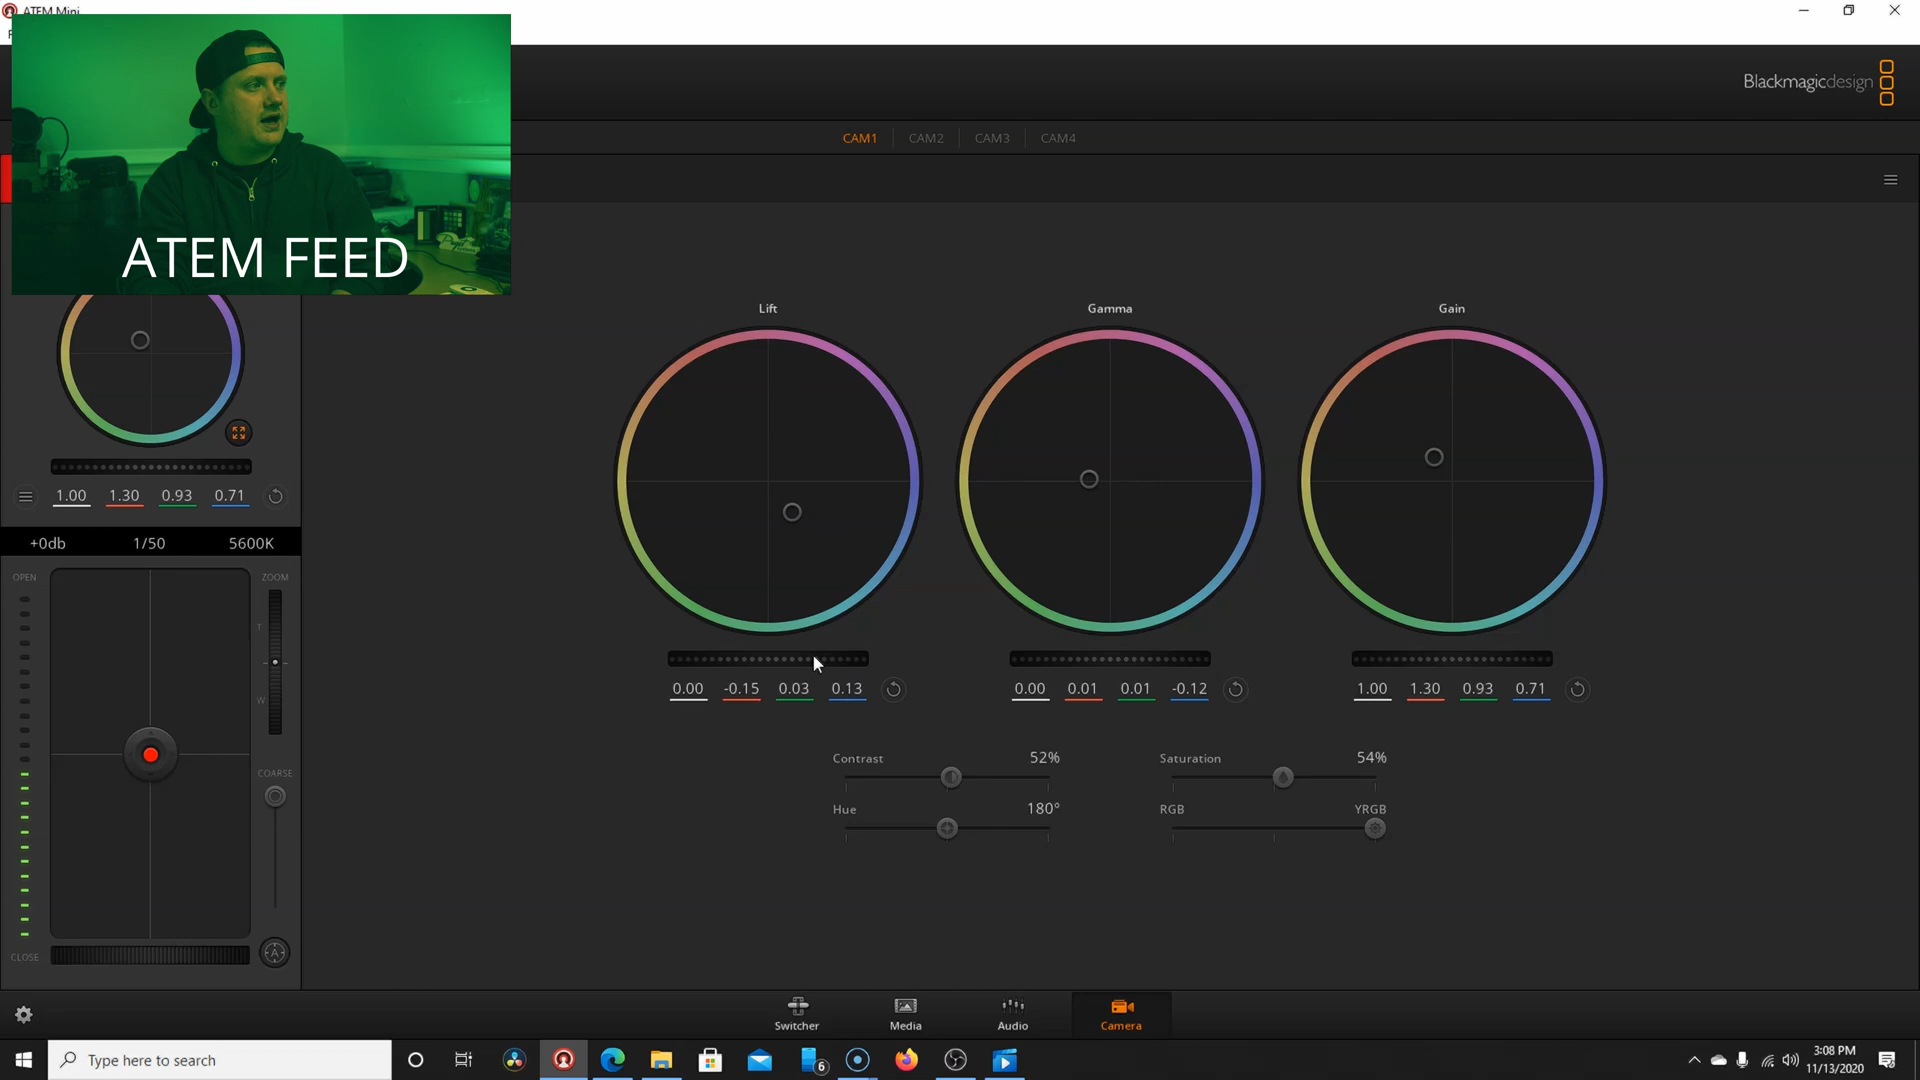 ATEM Mini
Blackmagicdesign
CAM1 CAM2 CAM3 CAM4
ATEM FEED
Lift Gamma Gain
1.00 1.30 0.93 0.71
+0db 1/50 5600K
OPEN ZOOM
T
W
COARSE
CLOSE
A
0.00 -0.15 0.03 0.13
0.00 0.01 0.01 -0.12
1.00 1.30 0.93 0.71
Contrast 52% Saturation 54%
Hue 180° RGB YRGB
Switcher Media Audio Camera
Type here to search
6
3:08 PM
11/13/2020